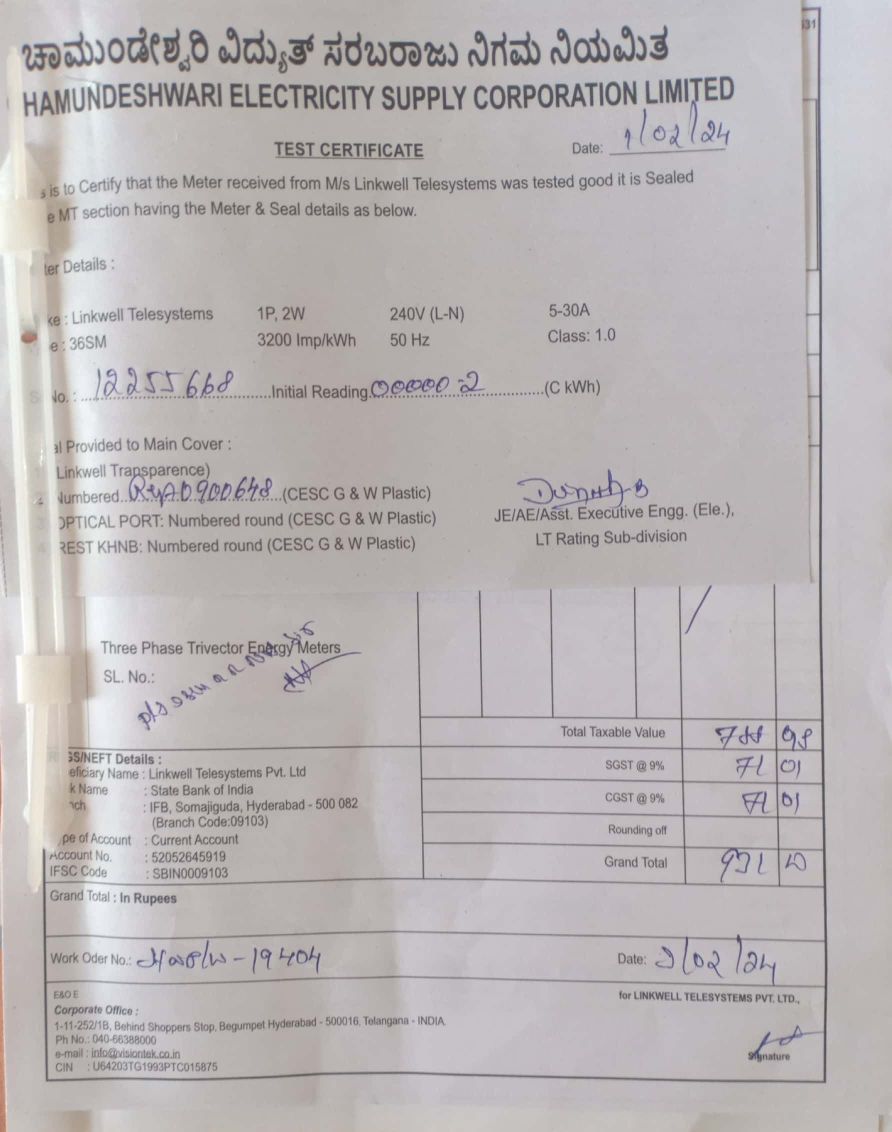 531
ಚಾಮುಂಡೇಶ್ವರಿ ವಿದ್ಯುತ್ ಸರಬರಾಜು ನಿಗಮ ನಿಯಮಿತ
HAMUNDESHWARI ELECTRICITY SUPPLY CORPORATION LIMITED
TEST CERTIFICATE Date: 1/02/24
s is to Certify that the Meter received from M/s Linkwell Telesystems was tested good it is Sealed
e MT section having the Meter & Seal details as below.
ter Details :
ke : Linkwell Telesystems 1P, 2W 240V (L-N) 5-30A
e : 36SM 3200 Imp/kWh 50 Hz Class: 1.0
No. : 12255668 Initial Reading 00000 2 (C kWh)
al Provided to Main Cover :
Linkwell Transparence)
Numbered (CESC G & W Plastic)
OPTICAL PORT: Numbered round (CESC G & W Plastic)
REST KHNB: Numbered round (CESC G & W Plastic)
JE/AE/Asst. Executive Engg. (Ele.),
LT Rating Sub-division
Three Phase Trivector Energy Meters
SL. No.:
Total Taxable Value 788 98
SGST @ 9% 71 01
CGST @ 9% 71 01
Rounding off
Grand Total 931
GS/NEFT Details :
eficiary Name : Linkwell Telesystems Pvt. Ltd
k Name : State Bank of India
nch : IFB, Somajiguda, Hyderabad - 500 082
(Branch Code:09103)
pe of Account : Current Account
Account No. : 52052645919
IFSC Code : SBIN0009103
Grand Total : In Rupees
Work Oder No.: - 19404 Date: 2/02/24
E&O E
for LINKWELL TELESYSTEMS PVT. LTD.,
Corporate Office :
1-11-252/1B, Behind Shoppers Stop, Begumpet Hyderabad - 500016, Telangana - INDIA
Ph No.: 040-66388000
e-mail : info@visiontek.co.in
CIN : U64203TG1993PTC015875
Signature